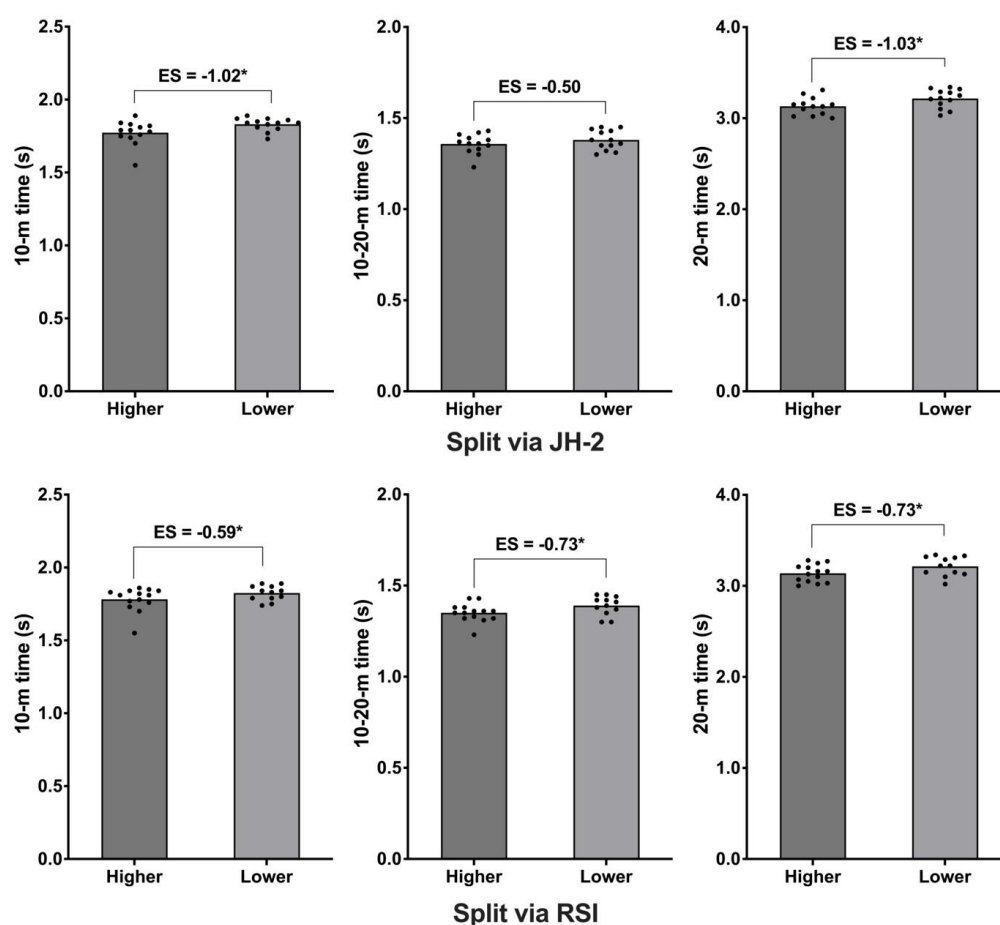 2.5
2.0
1.5
1.0
0.5
0.0
10-m time (s)
ES = -1.02*
Higher
Lower
2.0
1.5
1.0
0.5
0.0
10-20-m time (s)
ES = -0.50
Higher
Lower
4.0
3.0
2.0
1.0
0.0
20-m time (s)
ES = -1.03*
Higher
Lower
Split via JH-2
2.5
2.0
1.5
1.0
0.5
0.0
10-m time (s)
ES = -0.59*
Higher
Lower
2.0
1.5
1.0
0.5
0.0
10-20-m time (s)
ES = -0.73*
Higher
Lower
4.0
3.0
2.0
1.0
0.0
20-m time (s)
ES = -0.73*
Higher
Lower
Split via RSI